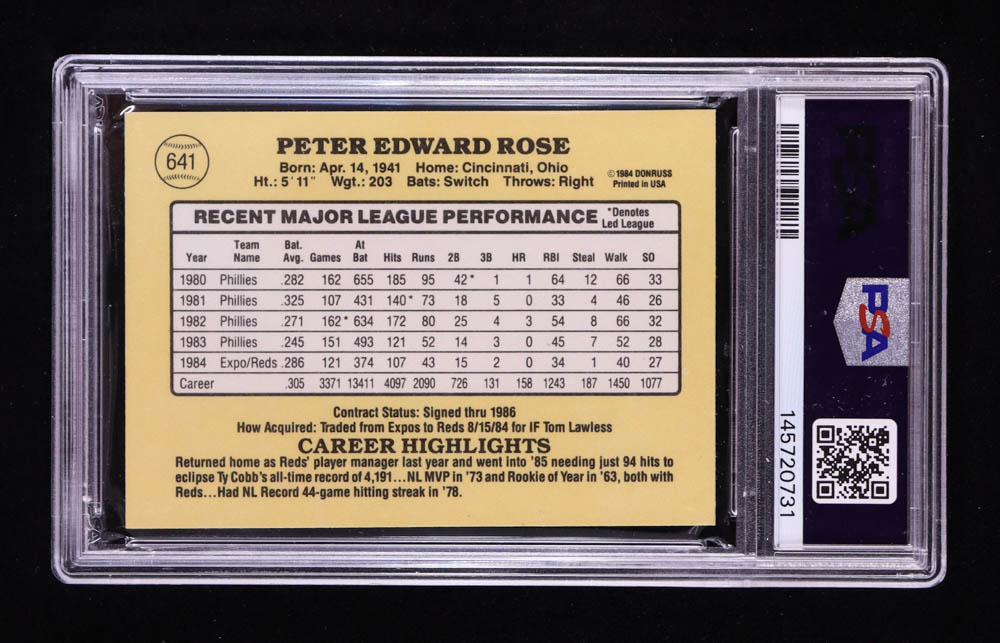 641
PETER EDWARD ROSE
Born: Apr. 14, 1941 Home: Cincinnati, Ohio
Ht.: 5' 11" Wgt.: 203 Bats: Switch Throws: Right
© 1984 DONRUSS
Printed in USA
RECENT MAJOR LEAGUE PERFORMANCE *Denotes Led League
Year Team Name Bat. Avg. Games At Bat Hits Runs 2B 3B HR RBI Steal Walk SO
1980 Phillies .282 162 655 185 95 42* 1 1 64 12 66 33
1981 Phillies .325 107 431 140* 73 18 5 0 33 4 46 26
1982 Phillies .271 162* 634 172 80 25 4 3 54 8 66 32
1983 Phillies .245 151 493 121 52 14 3 0 45 7 52 28
1984 Expo/Reds .286 121 374 107 43 15 2 0 34 1 40 27
Career .305 3371 13411 4097 2090 726 131 158 1243 187 1450 1077
Contract Status: Signed thru 1986
How Acquired: Traded from Expos to Reds 8/15/84 for IF Tom Lawless
CAREER HIGHLIGHTS
Returned home as Reds' player manager last year and went into '85 needing just 94 hits to
eclipse Ty Cobb's all-time record of 4,191...NL MVP in '73 and Rookie of Year in '63, both with
Reds...Had NL Record 44-game hitting streak in '78.
PSA
PSA
145720731